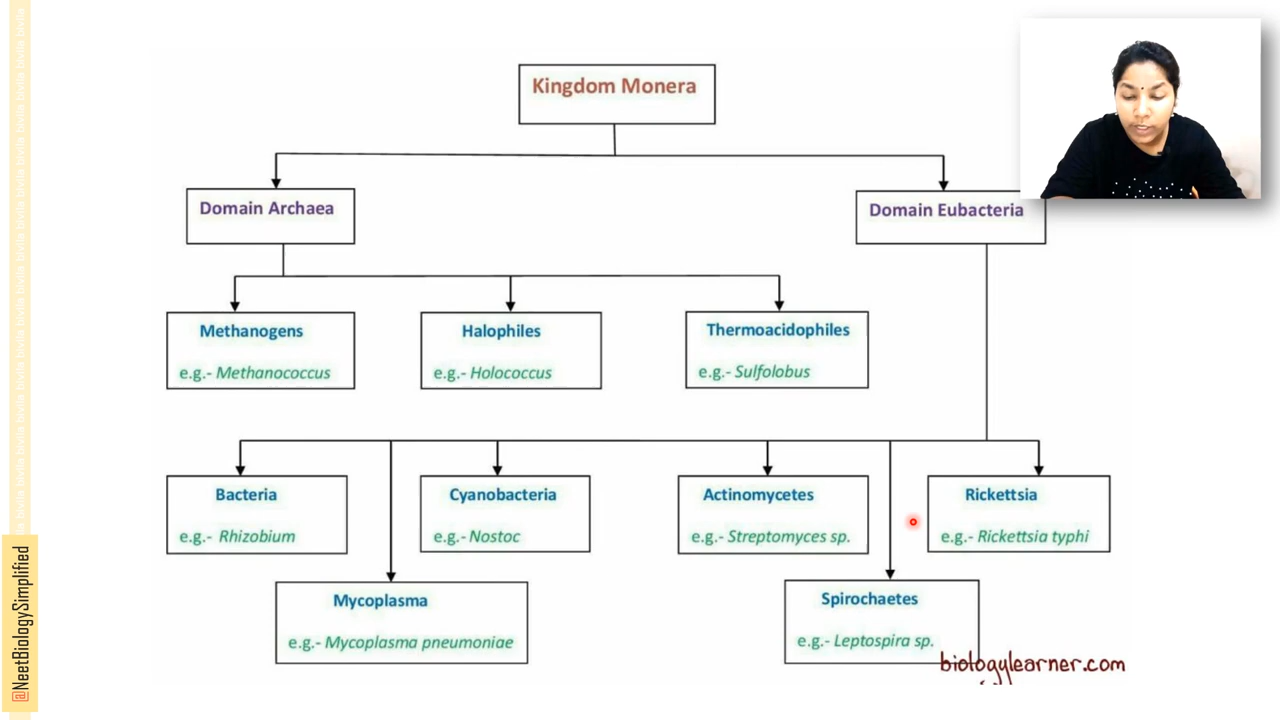 Kingdom Monera
Domain Archaea
Domain Eubacteria
Methanogens
e.g.- Methanococcus
Halophiles
e.g.- Holococcus
Thermoacidophiles
e.g.- Sulfolobus
Bacteria
e.g.- Rhizobium
Cyanobacteria
e.g.- Nostoc
Actinomycetes
e.g.- Streptomyces sp.
Rickettsia
e.g.- Rickettsia typhi
Mycoplasma
e.g.- Mycoplasma pneumoniae
Spirochaetes
e.g.- Leptospira sp.
biologylearner.com
@NeetBiologySimplified